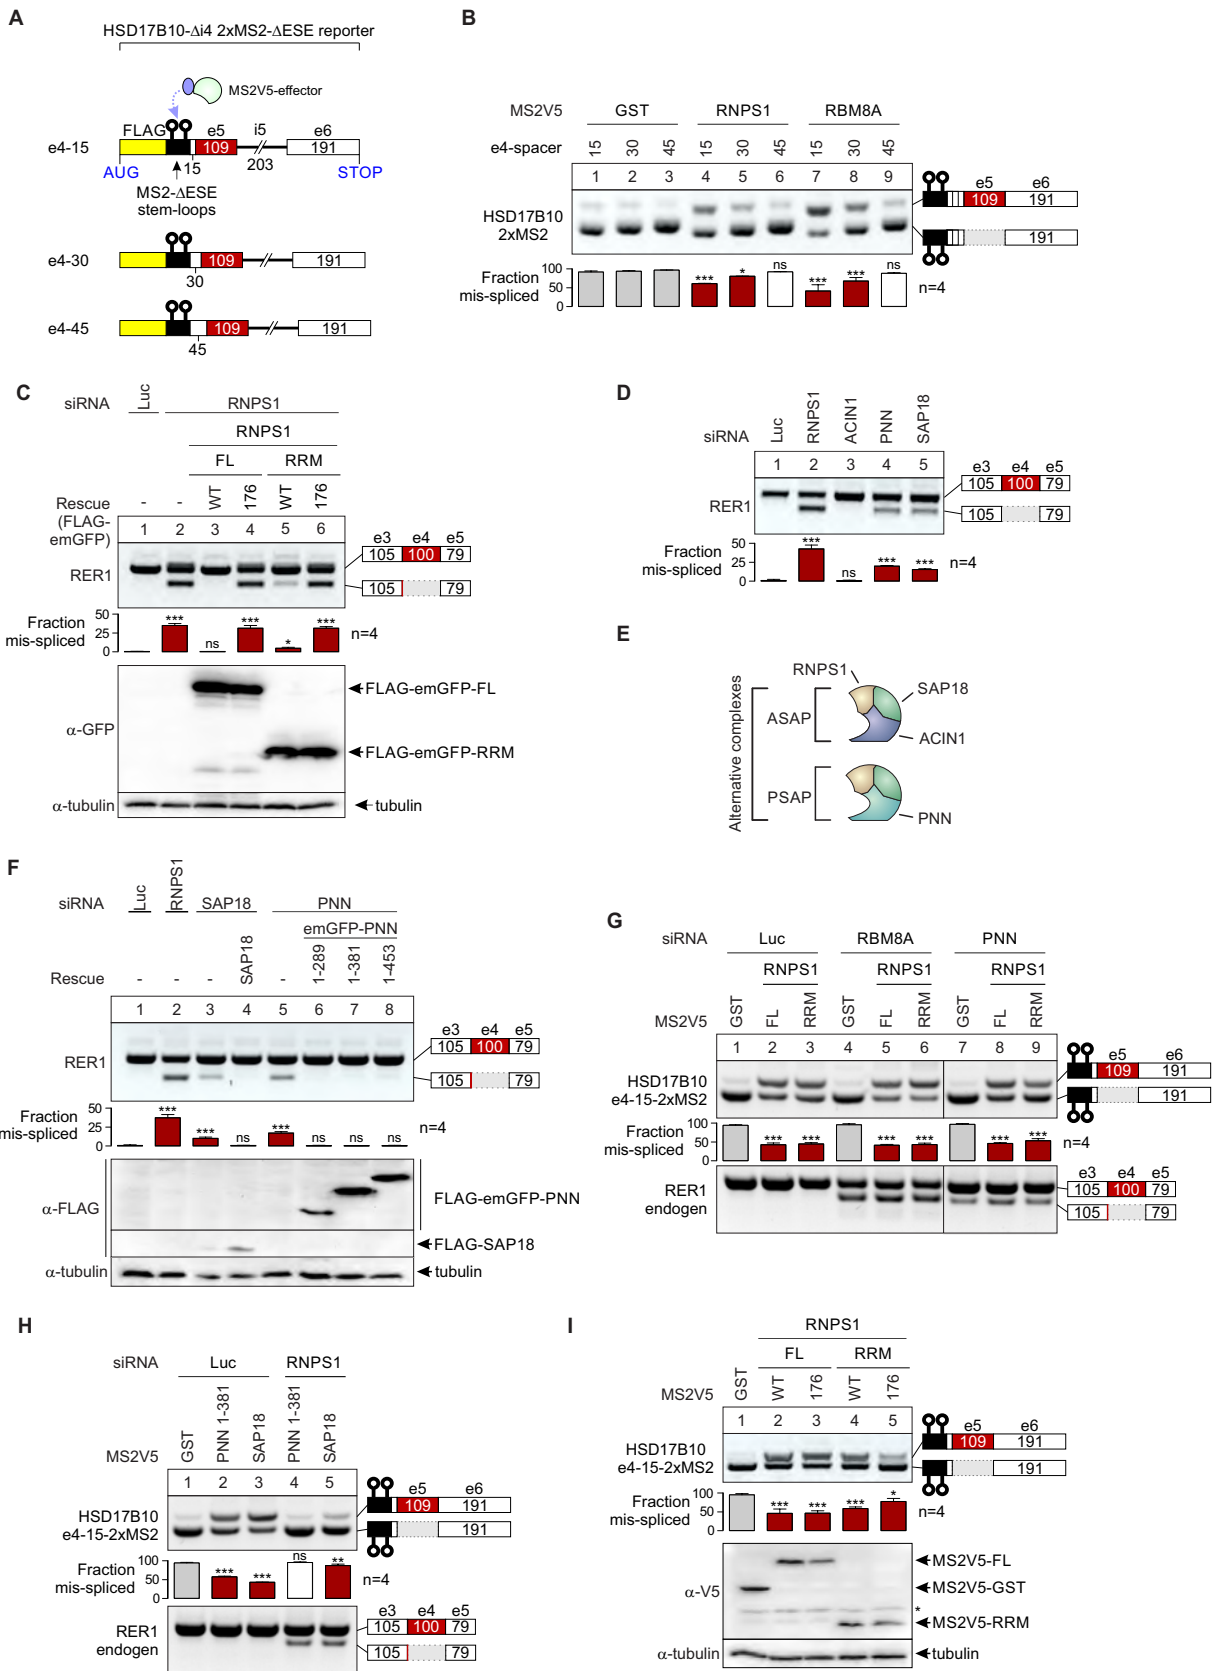 A
HSD17B10-Δi4 2xMS2-ΔESE reporter
MS2V5-effector
FLAG e5 i5 e6
e4-15 109 191
15 203
AUG STOP
MS2-ΔESE
stem-loops
e4-30 109 191
30
e4-45 109 191
45
B
MS2V5 GST RNPS1 RBM8A
e4-spacer 15 30 45 15 30 45 15 30 45
1 2 3 4 5 6 7 8 9
HSD17B10
2xMS2
e5 e6
109 191
191
Fraction
mis-spliced
100
50
0
*** * ns *** *** ns
n=4
C
siRNA Luc RNPS1
RNPS1
FL RRM
Rescue
(FLAG-
emGFP)
- - WT 176 WT 176
1 2 3 4 5 6
RER1
e3 e4 e5
105 100 79
105 79
Fraction
mis-spliced
50
25
0
*** ns *** * ***
n=4
α-GFP
FLAG-emGFP-FL
FLAG-emGFP-RRM
α-tubulin tubulin
D
siRNA Luc RNPS1 ACIN1 PNN SAP18
1 2 3 4 5
RER1
e3 e4 e5
105 100 79
105 79
Fraction
mis-spliced
50
25
0
*** ns *** ***
n=4
E
Alternative complexes
RNPS1
SAP18
ASAP
ACIN1
PSAP
PNN
F
siRNA Luc RNPS1 SAP18 PNN
emGFP-PNN
Rescue - - - SAP18 - 1-289 1-381 1-453
1 2 3 4 5 6 7 8
RER1
e3 e4 e5
105 100 79
105 79
Fraction
mis-spliced
50
25
0
*** *** ns *** ns ns ns
n=4
α-FLAG
FLAG-emGFP-PNN
FLAG-SAP18
α-tubulin tubulin
G
siRNA Luc RBM8A PNN
RNPS1 RNPS1 RNPS1
MS2V5 GST FL RRM GST FL RRM GST FL RRM
1 2 3 4 5 6 7 8 9
HSD17B10
e4-15-2xMS2
e5 e6
109 191
191
Fraction
mis-spliced
100
50
0
*** *** *** *** *** ***
n=4
RER1
endogen
e3 e4 e5
105 100 79
105 79
H
siRNA Luc RNPS1
MS2V5 GST PNN 1-381 SAP18 PNN 1-381 SAP18
1 2 3 4 5
HSD17B10
e4-15-2xMS2
e5 e6
109 191
191
Fraction
mis-spliced
100
50
0
*** *** ns **
n=4
RER1
endogen
e3 e4 e5
105 100 79
105 79
I
RNPS1
FL RRM
MS2V5 GST WT 176 WT 176
1 2 3 4 5
HSD17B10
e4-15-2xMS2
e5 e6
109 191
191
Fraction
mis-spliced
100
50
0
*** *** *** *
n=4
α-V5
MS2V5-FL
MS2V5-GST
*
MS2V5-RRM
α-tubulin tubulin